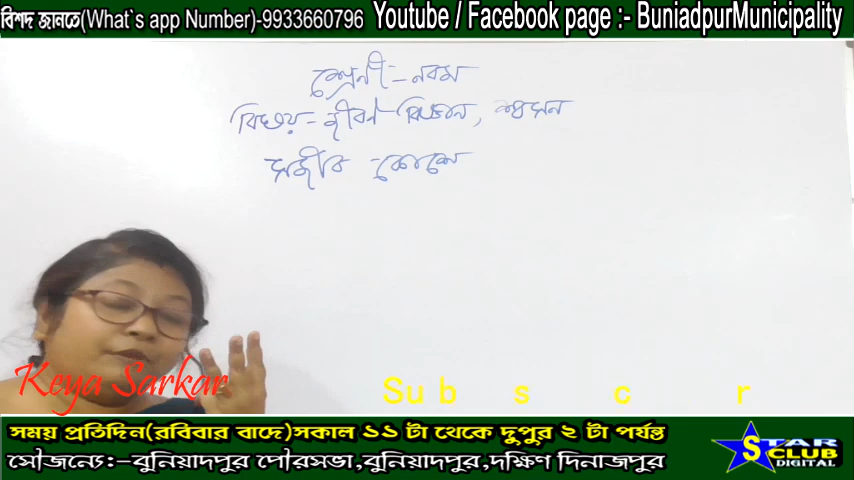 বিশদ জানতে(What`s app Number)-9933660796 Youtube / Facebook page :- BuniadpurMunicipality
শ্রেনী - নবম
বিষয় - জীবন বিজ্ঞান, শ্বসন
সজীব কোশে
Keya Sarkar
Su b s c r
সময় প্রতিদিন(রবিবার বাদে)সকাল ১১ টা থেকে দুপুর ২ টা পর্যন্ত
সৌজন্যে:-বুনিয়াদপুর পৌরসভা,বুনিয়াদপুর,দক্ষিণ দিনাজপুর
STAR
S CLUB
DIGITAL